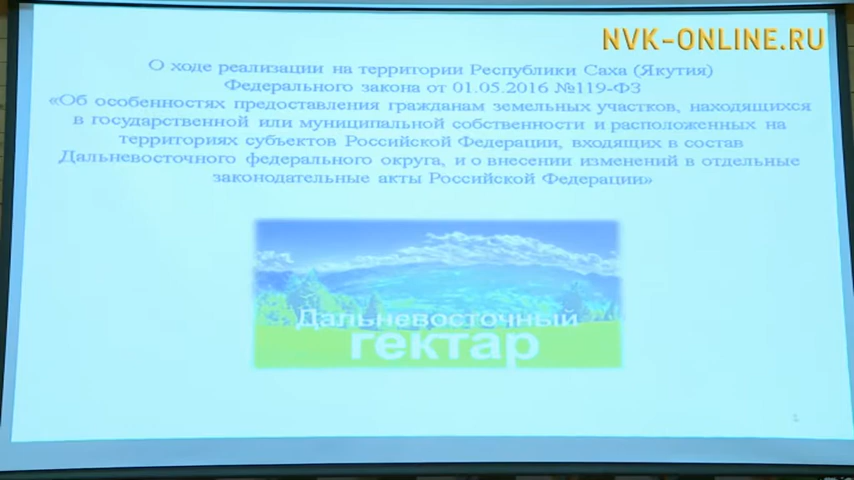 NVK-ONLINE.RU
О ходе реализации на территории Республики Саха (Якутия)
Федерального закона от 01.05.2016 №119-ФЗ
«Об особенностях предоставления гражданам земельных участков, находящихся
в государственной или муниципальной собственности и расположенных на
территориях субъектов Российской Федерации, входящих в состав
Дальневосточного федерального округа, и о внесении изменений в отдельные
законодательные акты Российской Федерации»
Дальневосточный
гектар
1